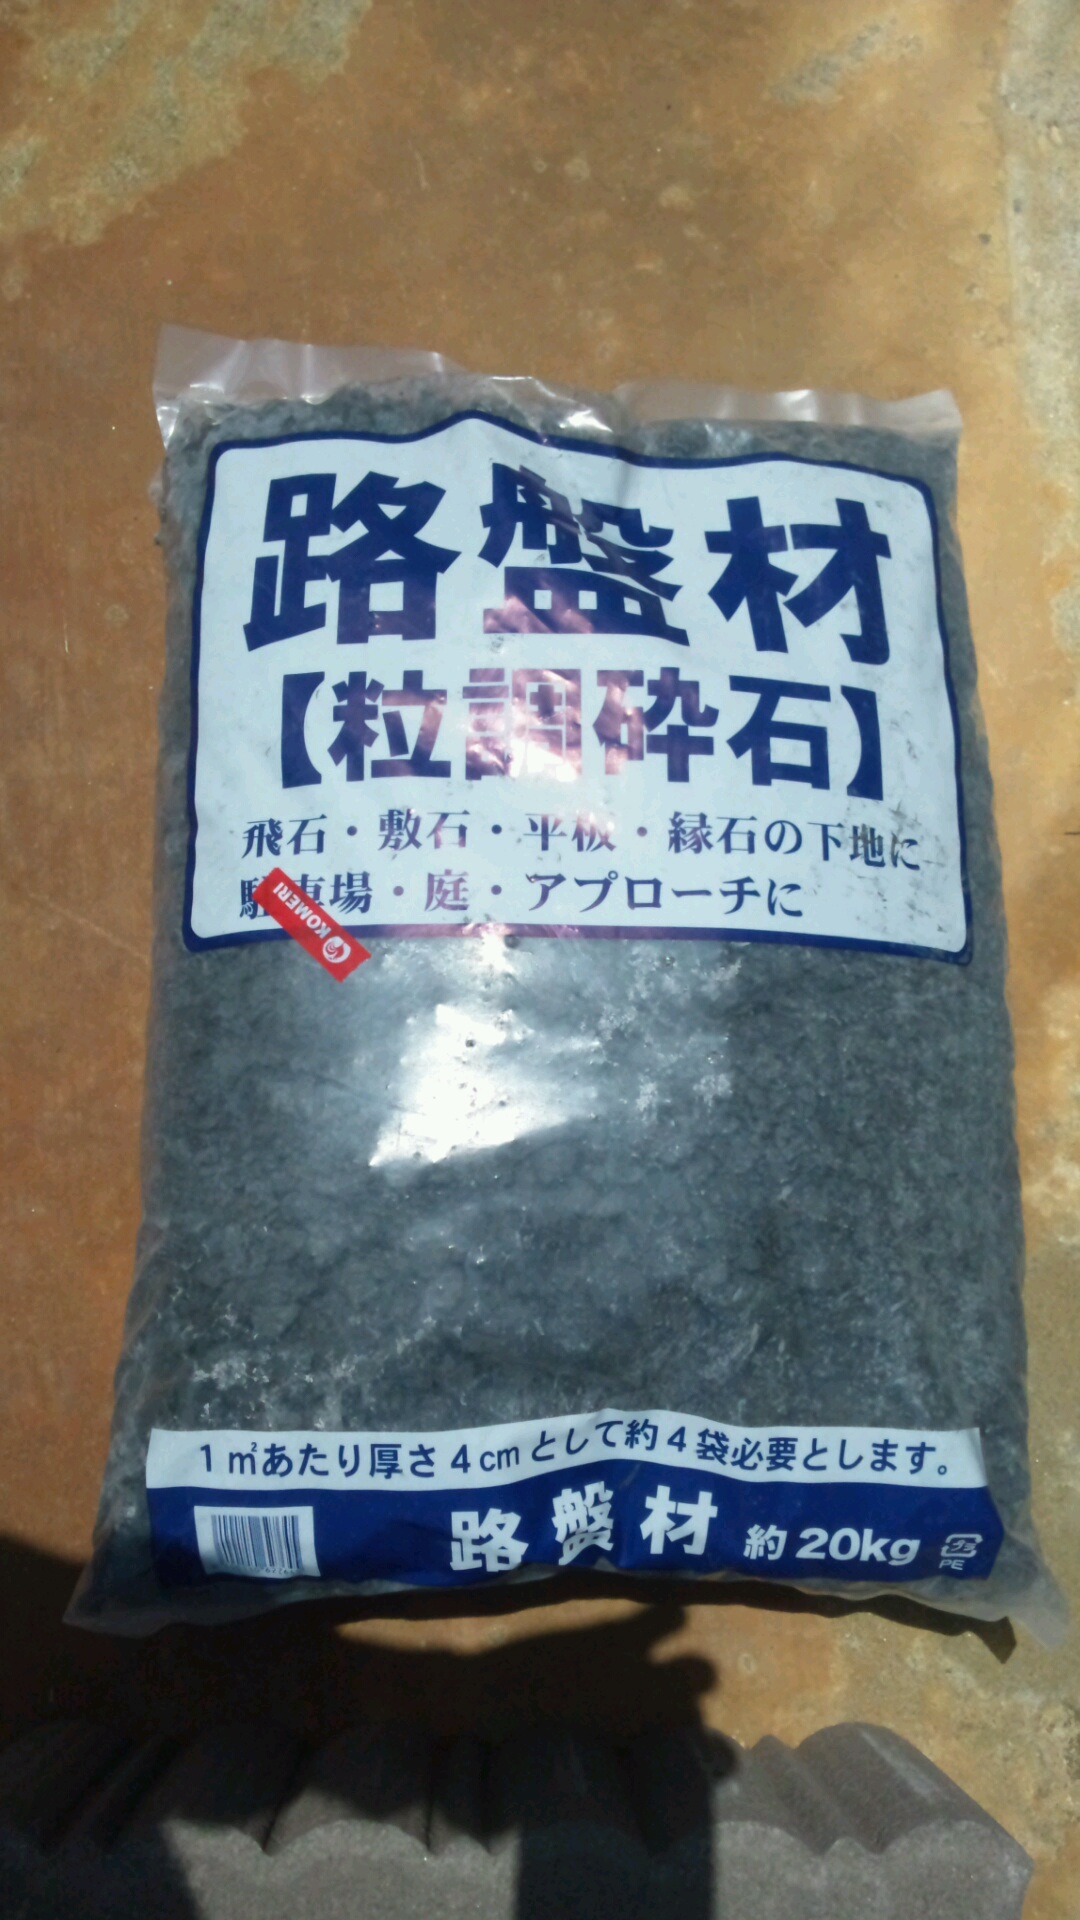 路盤材
【粒調砕石】
飛石・敷石・平板・縁石の下地に
駐車場・庭・アプローチに
KOMERI
1㎡あたり厚さ4cmとして約4袋必要とします。
路盤材 約20kg
プラ
PE